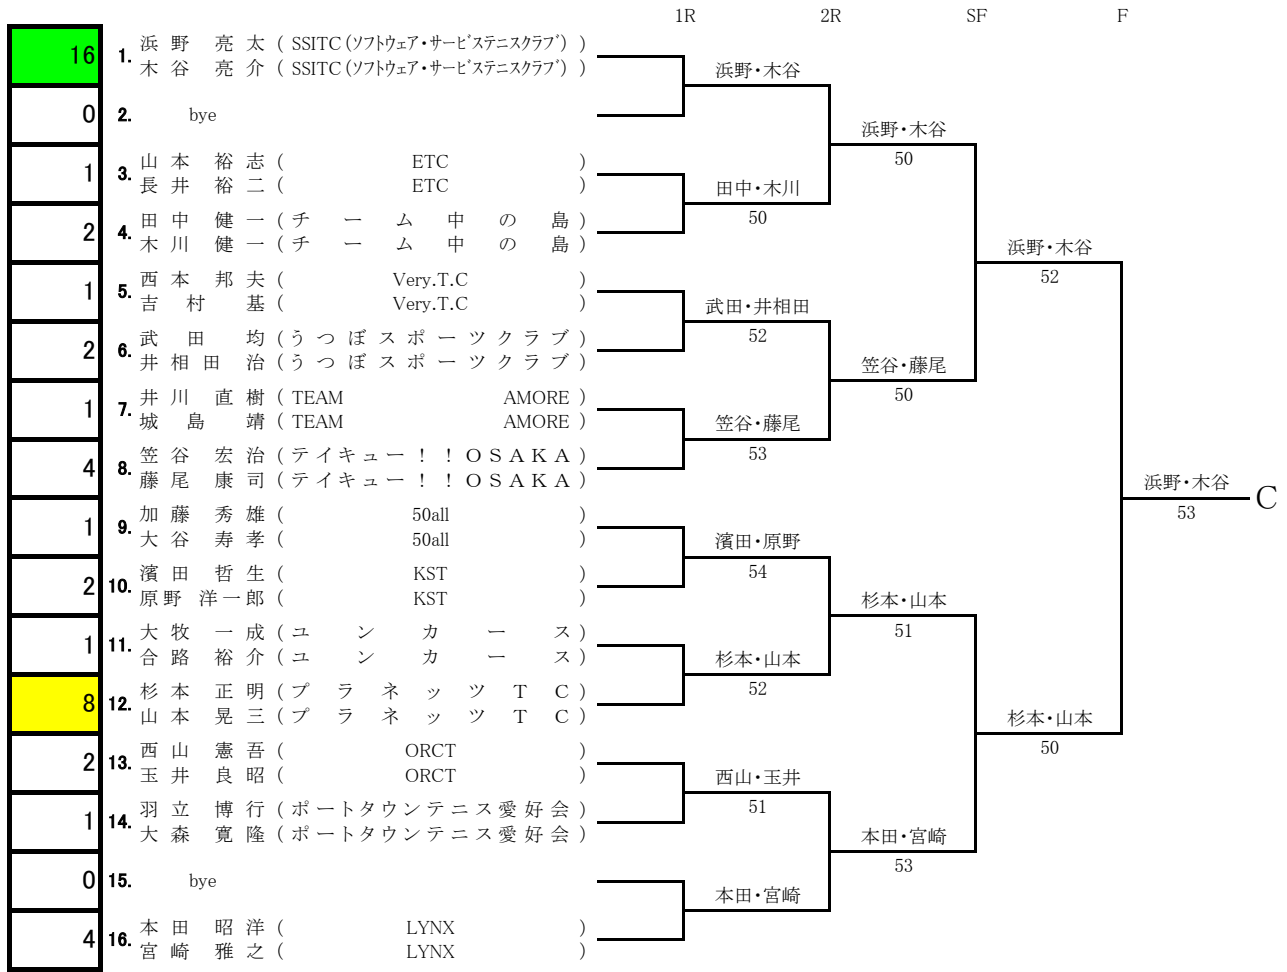 1R 2R SF F
16 1. 浜野 亮太 ( SSITC(ソフトウェア・サービステニスクラブ) )
木谷 亮介 ( SSITC(ソフトウェア・サービステニスクラブ) )
浜野・木谷
0 2. bye
浜野・木谷
50
1 3. 山本 裕志 ( ETC )
長井 裕二 ( ETC )
田中・木川
50
2 4. 田中 健一 ( チーム中の島 )
木川 健一 ( チーム中の島 )
浜野・木谷
52
1 5. 西本 邦夫 ( Very.T.C )
吉村 基 ( Very.T.C )
武田・井相田
52
2 6. 武田 均 ( うつぼスポーツクラブ )
井相田 治 ( うつぼスポーツクラブ )
笠谷・藤尾
50
1 7. 井川 直樹 ( TEAM AMORE )
城島 靖 ( TEAM AMORE )
笠谷・藤尾
53
4 8. 笠谷 宏治 ( テイキュー!!OSAKA )
藤尾 康司 ( テイキュー!!OSAKA )
浜野・木谷
53 C
1 9. 加藤 秀雄 ( 50all )
大谷 寿孝 ( 50all )
濱田・原野
54
2 10. 濱田 哲生 ( KST )
原野 洋一郎 ( KST )
杉本・山本
51
1 11. 大牧 一成 ( ユンカース )
合路 裕介 ( ユンカース )
杉本・山本
52
8 12. 杉本 正明 ( プラネッツTC )
山本 晃三 ( プラネッツTC )
杉本・山本
50
2 13. 西山 憲吾 ( ORCT )
玉井 良昭 ( ORCT )
西山・玉井
51
1 14. 羽立 博行 ( ポートタウンテニス愛好会 )
大森 寛隆 ( ポートタウンテニス愛好会 )
本田・宮崎
53
0 15. bye
本田・宮崎
4 16. 本田 昭洋 ( LYNX )
宮崎 雅之 ( LYNX )